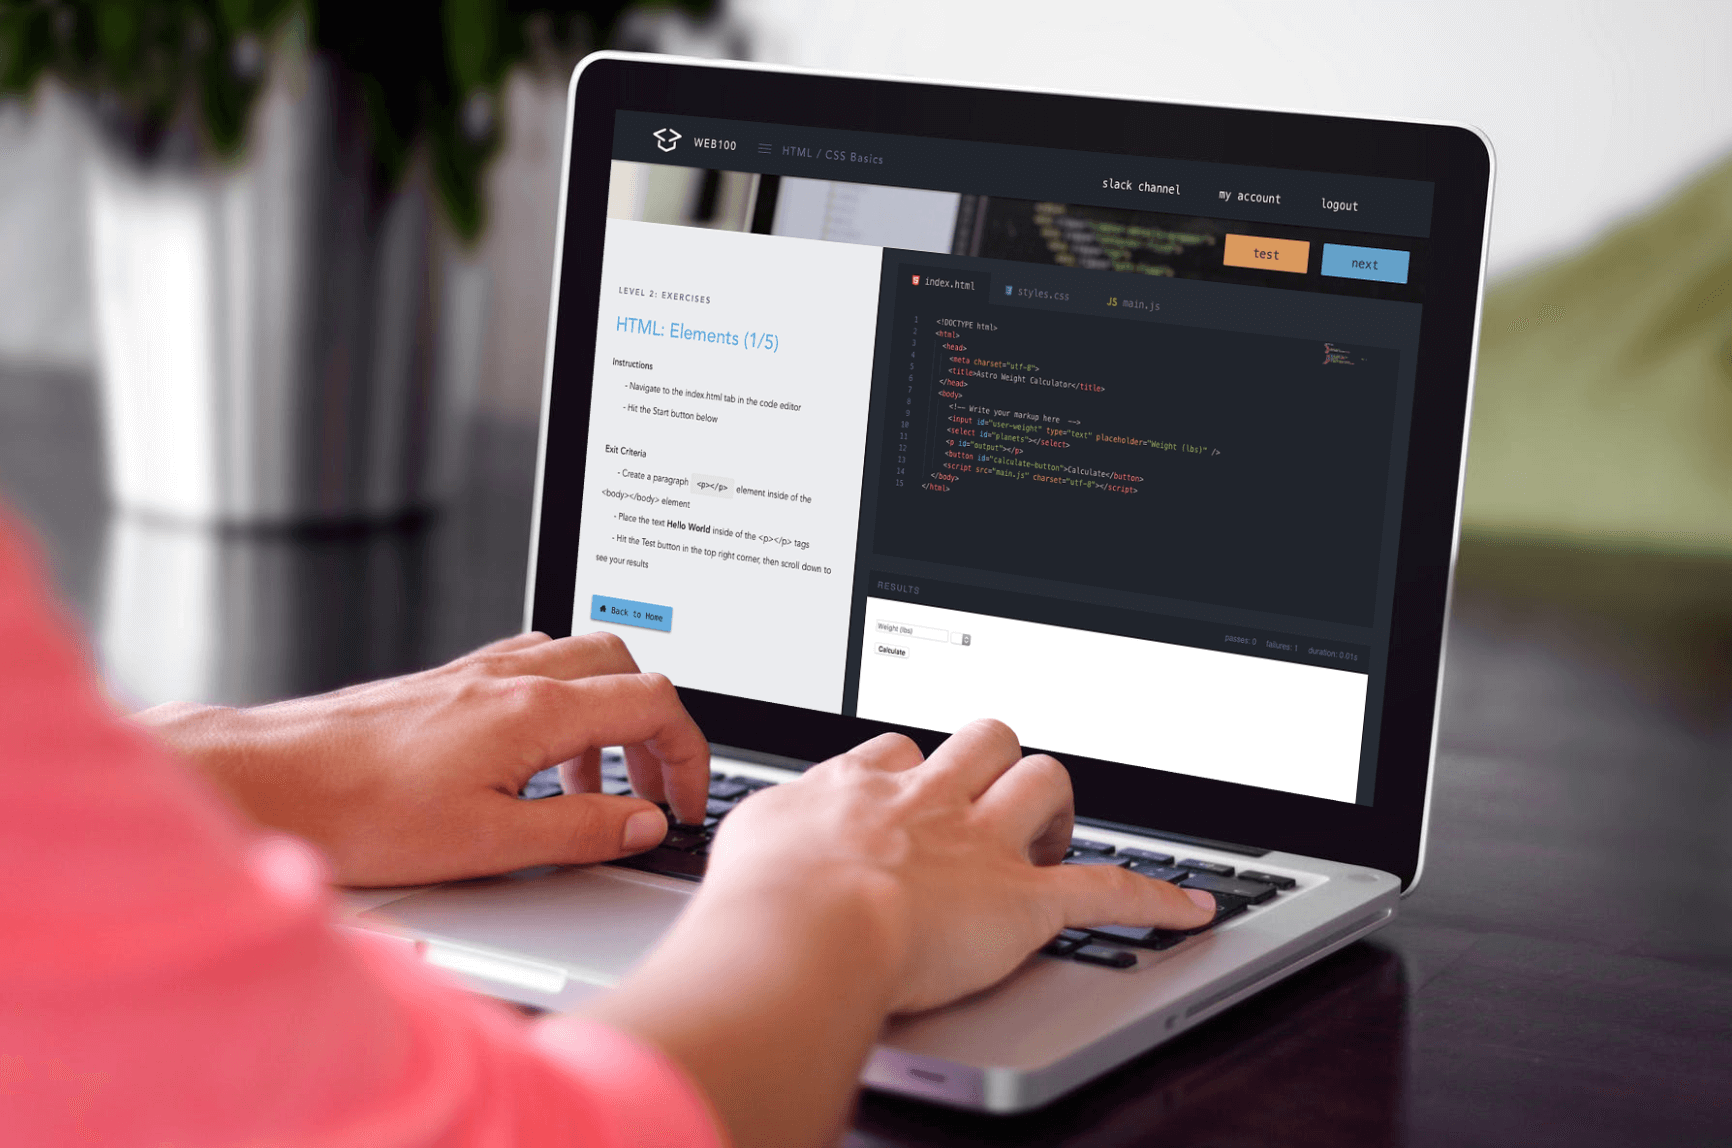 WEB100
HTML / CSS Basics
slack channel
my account
logout
test
next
LEVEL 2: EXERCISES
HTML: Elements (1/5)
Instructions
- Navigate to the index.html tab in the code editor
- Hit the Start button below
Exit Criteria
- Create a paragraph <p></p> element inside of the
<body></body> element
- Place the text Hello World inside of the <p></p> tags
- Hit the Test button in the top right corner, then scroll down to
see your results
Back to Home
index.html
styles.css
JS main.js
1 <!DOCTYPE html>
2 <html>
3 <head>
4 <meta charset="utf-8">
5 <title>Astro Weight Calculator</title>
6 </head>
7 <body>
8 <!-- Write your markup here -->
9 <input id="user-weight" type="text" placeholder="Weight (lbs)" />
10 <select id="planets"></select>
11 <p id="output"></p>
12 <button id="calculate-button">Calculate</button>
13 <script src="main.js" charset="utf-8"></script>
14 </body>
15 </html>
RESULTS
passes: 0 failures: 1 duration: 0.01s
Weight (lbs)
Calculate